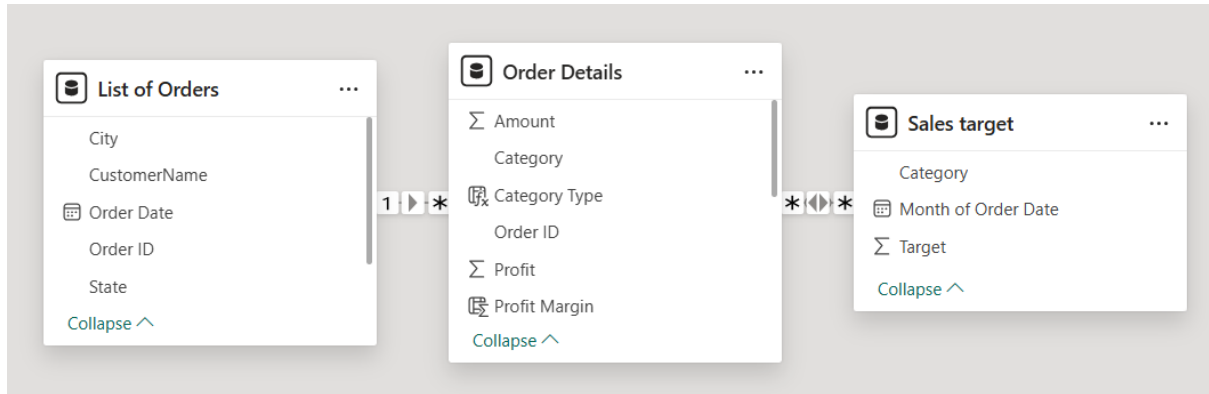 List of Orders ...
City
CustomerName
Order Date
Order ID
State
Collapse
1 *
Order Details ...
Σ Amount
Category
Category Type
Order ID
Σ Profit
Profit Margin
Collapse
* *
Sales target ...
Category
Month of Order Date
Σ Target
Collapse